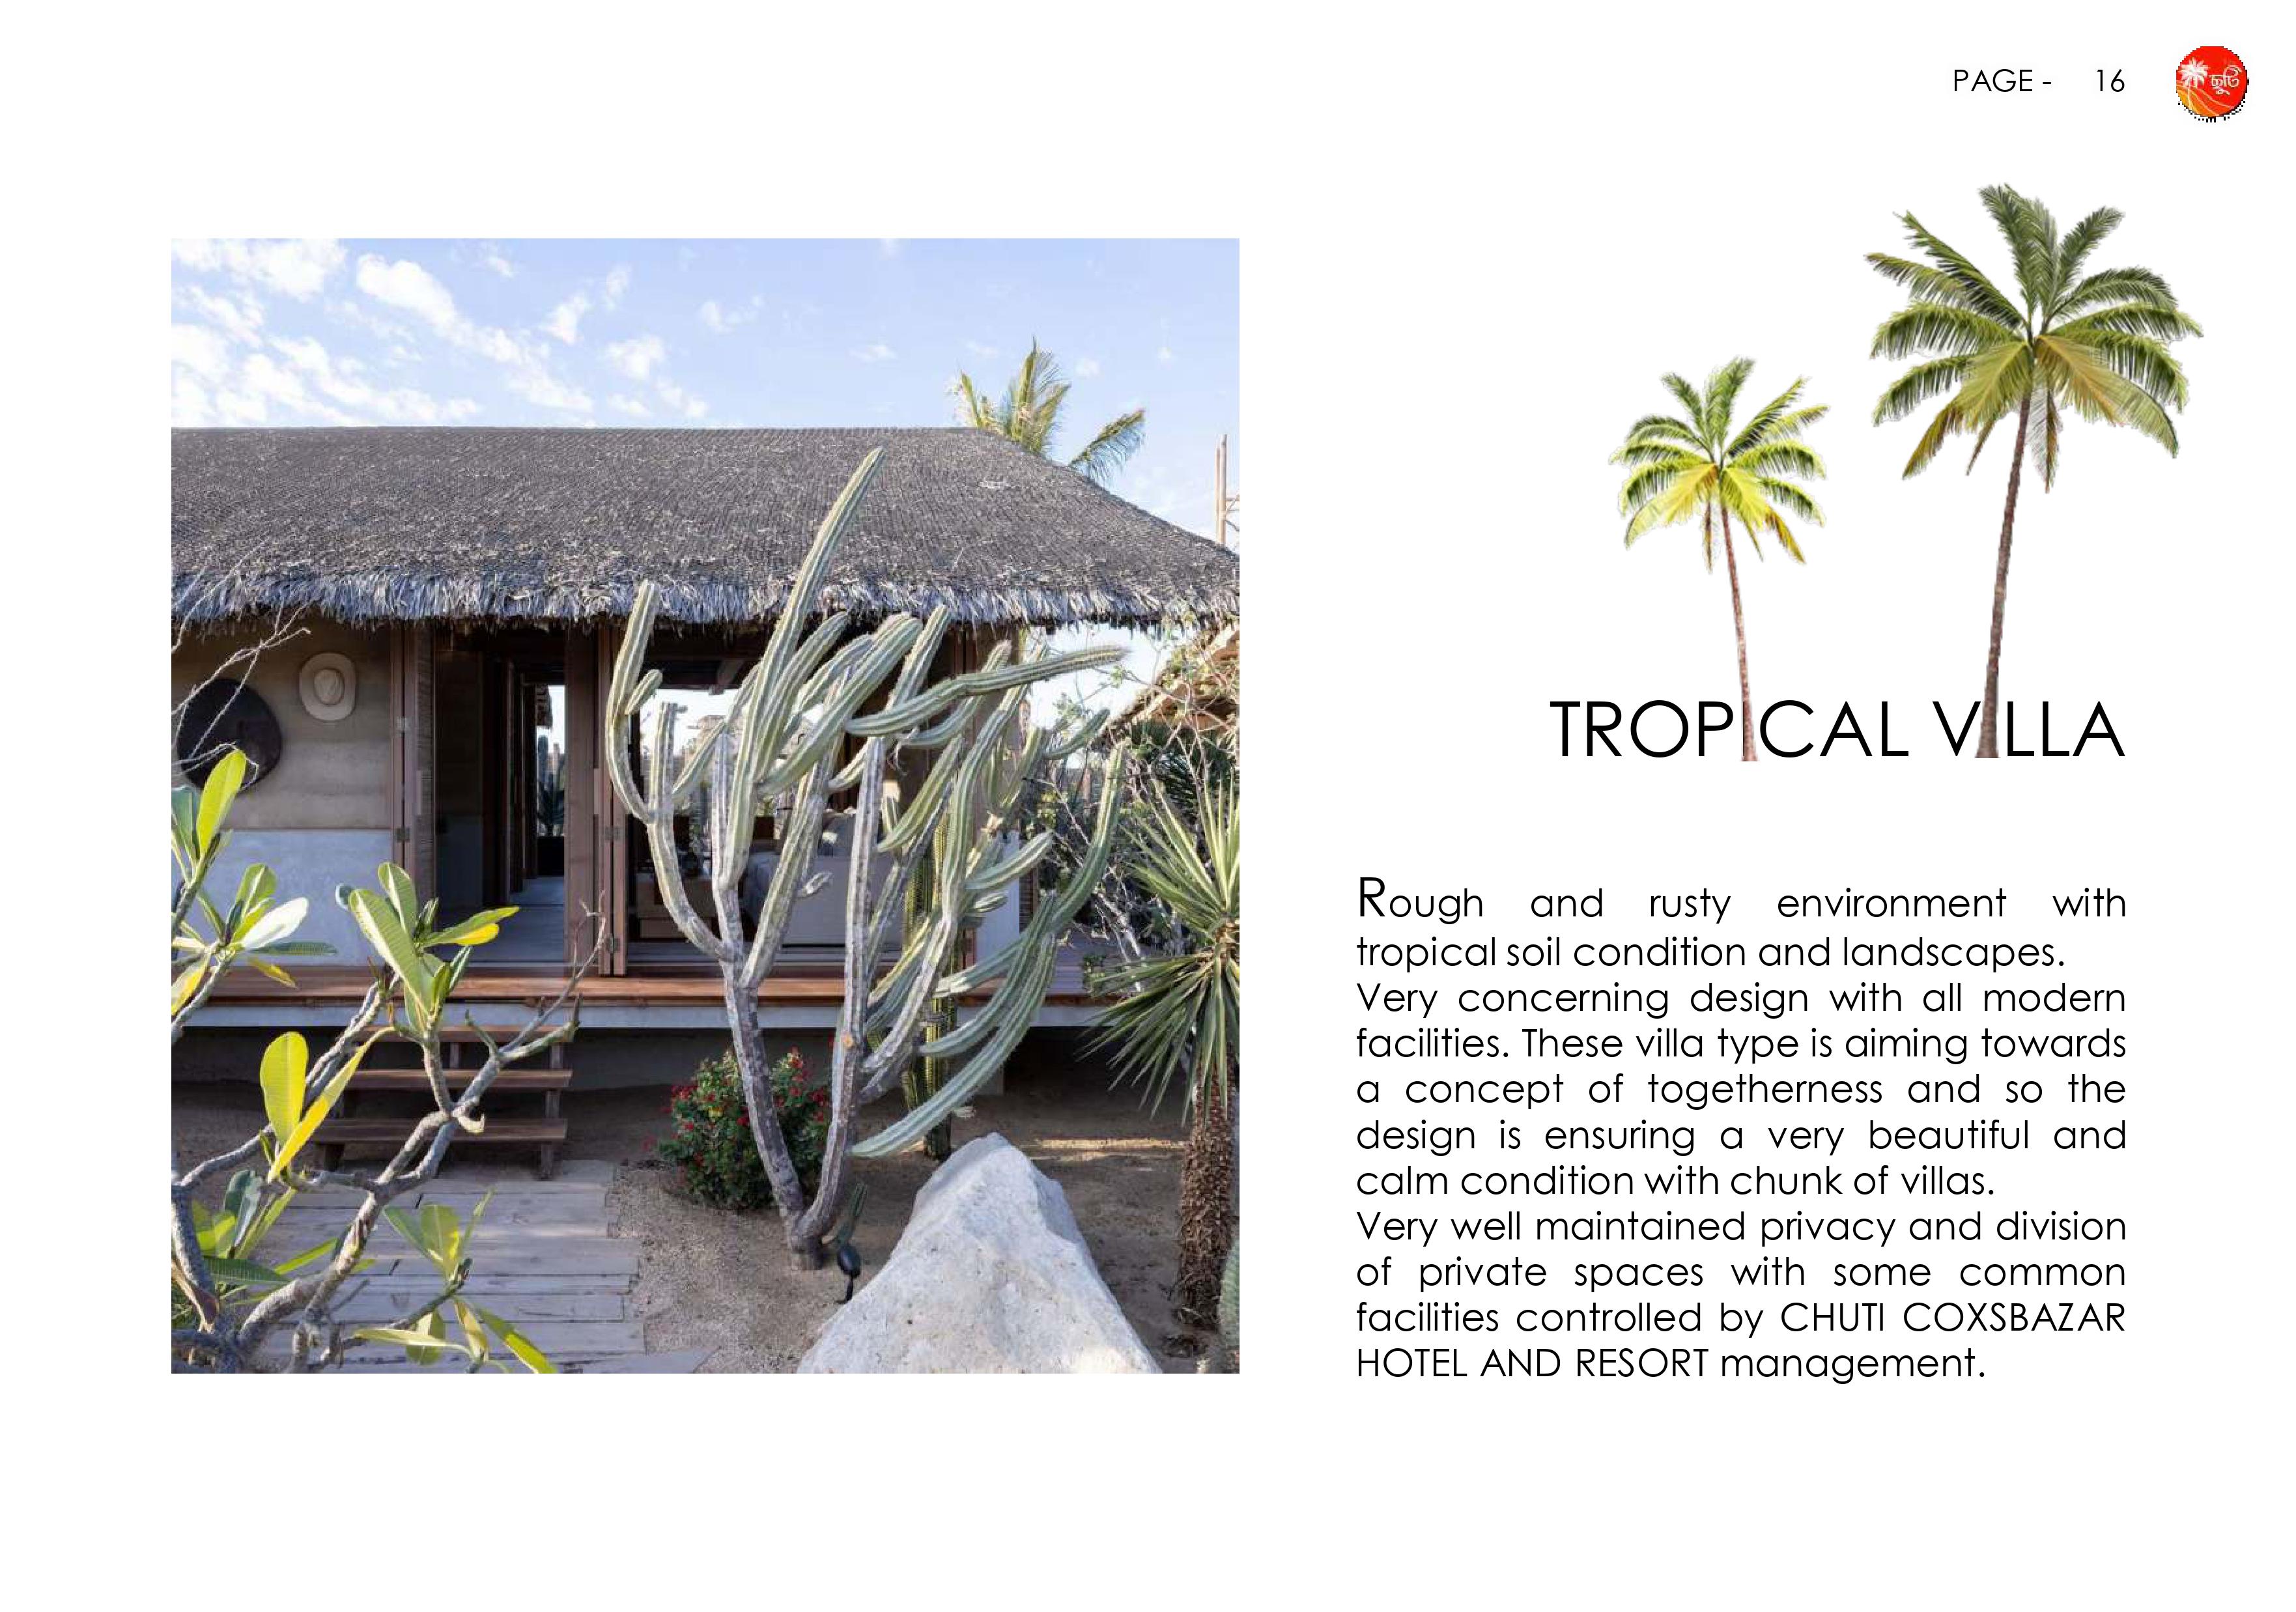 PAGE - 16
ছুটি
TROPICAL VILLA
Rough and rusty environment with
tropical soil condition and landscapes.
Very concerning design with all modern
facilities. These villa type is aiming towards
a concept of togetherness and so the
design is ensuring a very beautiful and
calm condition with chunk of villas.
Very well maintained privacy and division
of private spaces with some common
facilities controlled by CHUTI COXSBAZAR
HOTEL AND RESORT management.